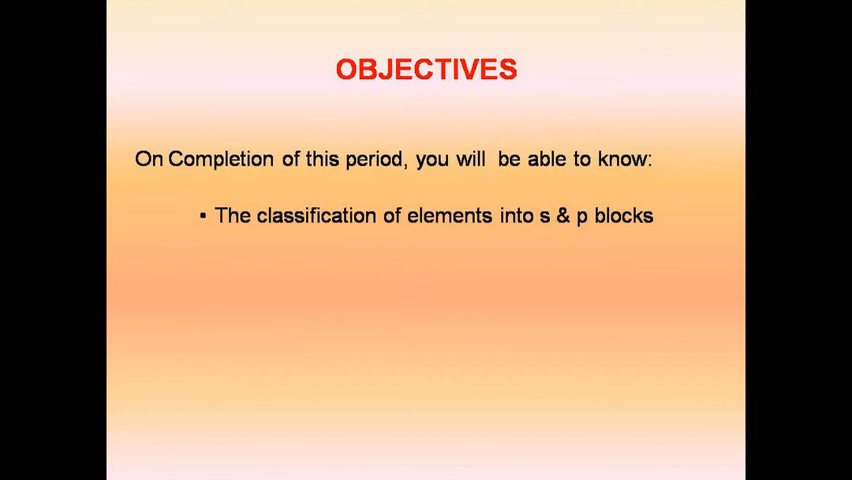 OBJECTIVES
On Completion of this period, you will be able to know:
• The classification of elements into s & p blocks